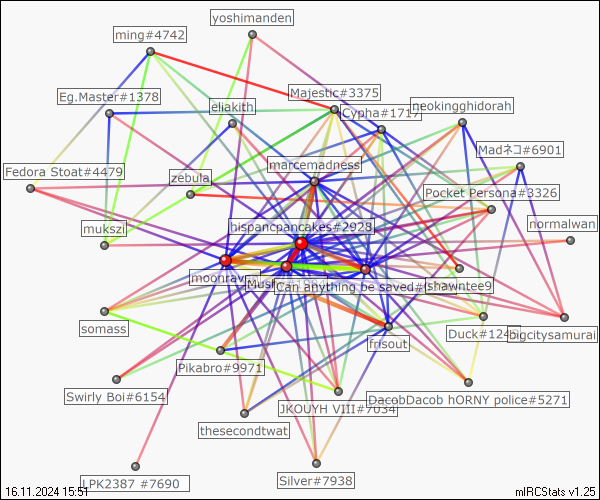 yoshimanden
ming#4742
Majestic#3375
Eg.Master#1378
eliakith
Cypha#1717
neokingghidorah
Madネコ#6901
marcemadness
Fedora Stoat#4479
zebula
Pocket Persona#3326
mukszi
hispancpancakes#2928
normalwan
moonra
Mus
Can anything be saved#
shawntee9
somass
Duck#124
bigcitysamurai
frisout
Pikabro#9971
Swirly Boi#6154
JKOUYH VIII#7034
DacobDacob hORNY police#5271
thesecondtwat
LPK2387 #7690
Silver#7938
16.11.2024 15:51
mIRCStats v1.25